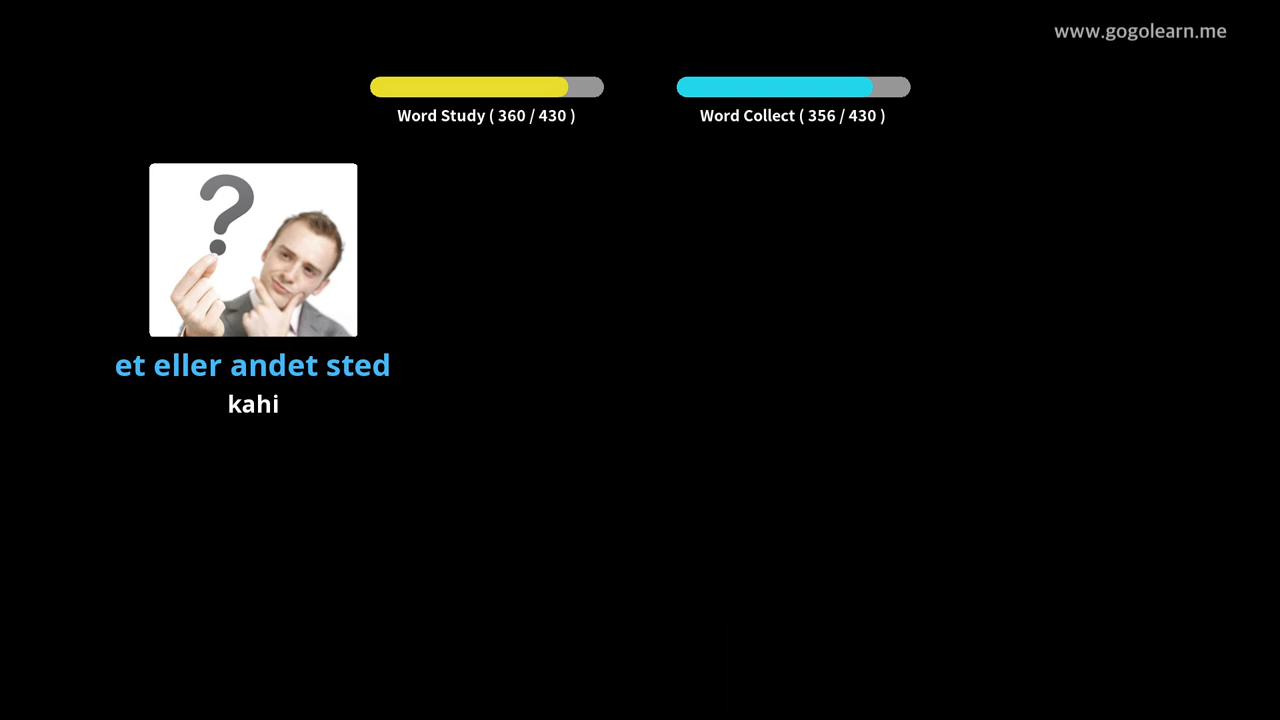 www.gogolearn.me
Word Study ( 360 / 430 )
Word Collect ( 356 / 430 )
?
et eller andet sted
kahi